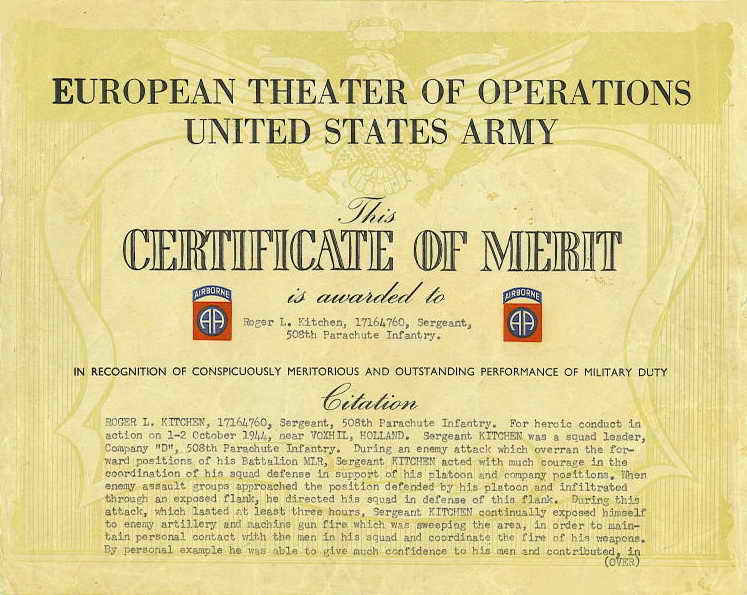 EUROPEAN THEATER OF OPERATIONS
UNITED STATES ARMY
This
CERTIFICATE OF MERIT
is awarded to
AIRBORNE
AA
AIRBORNE
AA
Roger L. Kitchen, 17164760, Sergeant,
508th Parachute Infantry.
IN RECOGNITION OF CONSPICUOUSLY MERITORIOUS AND OUTSTANDING PERFORMANCE OF MILITARY DUTY
Citation
ROGER L. KITCHEN, 17164760, Sergeant, 508th Parachute Infantry. For heroic conduct in
action on 1-2 October 1944, near VOXHIL, HOLLAND. Sergeant KITCHEN was a squad leader,
Company "D", 508th Parachute Infantry. During an enemy attack which overran the for-
ward positions of his Battalion MLR, Sergeant KITCHEN acted with much courage in the
coordination of his squad defense in support of his platoon and company positions. When
enemy assault groups approached the position defended by his platoon and infiltrated
through an exposed flank, he directed his squad in defense of this flank. During this
attack, which lasted at least three hours, Sergeant KITCHEN continually exposed himself
to enemy artillery and machine gun fire which was sweeping the area, in order to main-
tain personal contact with the men in his squad and coordinate the fire of his weapons.
By personal example he was able to give much confidence to his men and contributed, in
(OVER)